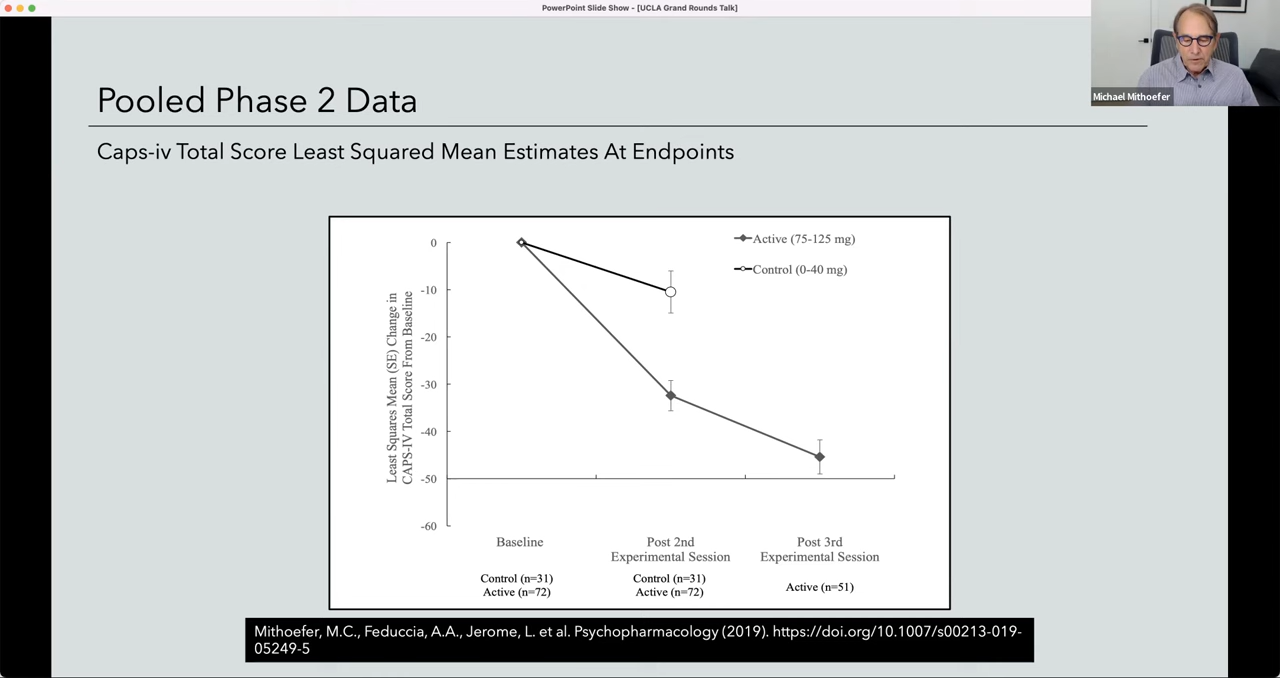 PowerPoint Slide Show - [UCLA Grand Rounds Talk]
Michael Mithoefer
Pooled Phase 2 Data
Caps-iv Total Score Least Squared Mean Estimates At Endpoints
Least Squares Mean (SE) Change in
CAPS-IV Total Score From Baseline
0
-10
-20
-30
-40
-50
-60
Active (75-125 mg)
Control (0-40 mg)
Baseline
Post 2nd
Experimental Session
Post 3rd
Experimental Session
Control (n=31)
Active (n=72)
Control (n=31)
Active (n=72)
Active (n=51)
Mithoefer, M.C., Feduccia, A.A., Jerome, L. et al. Psychopharmacology (2019). https://doi.org/10.1007/s00213-019-
05249-5